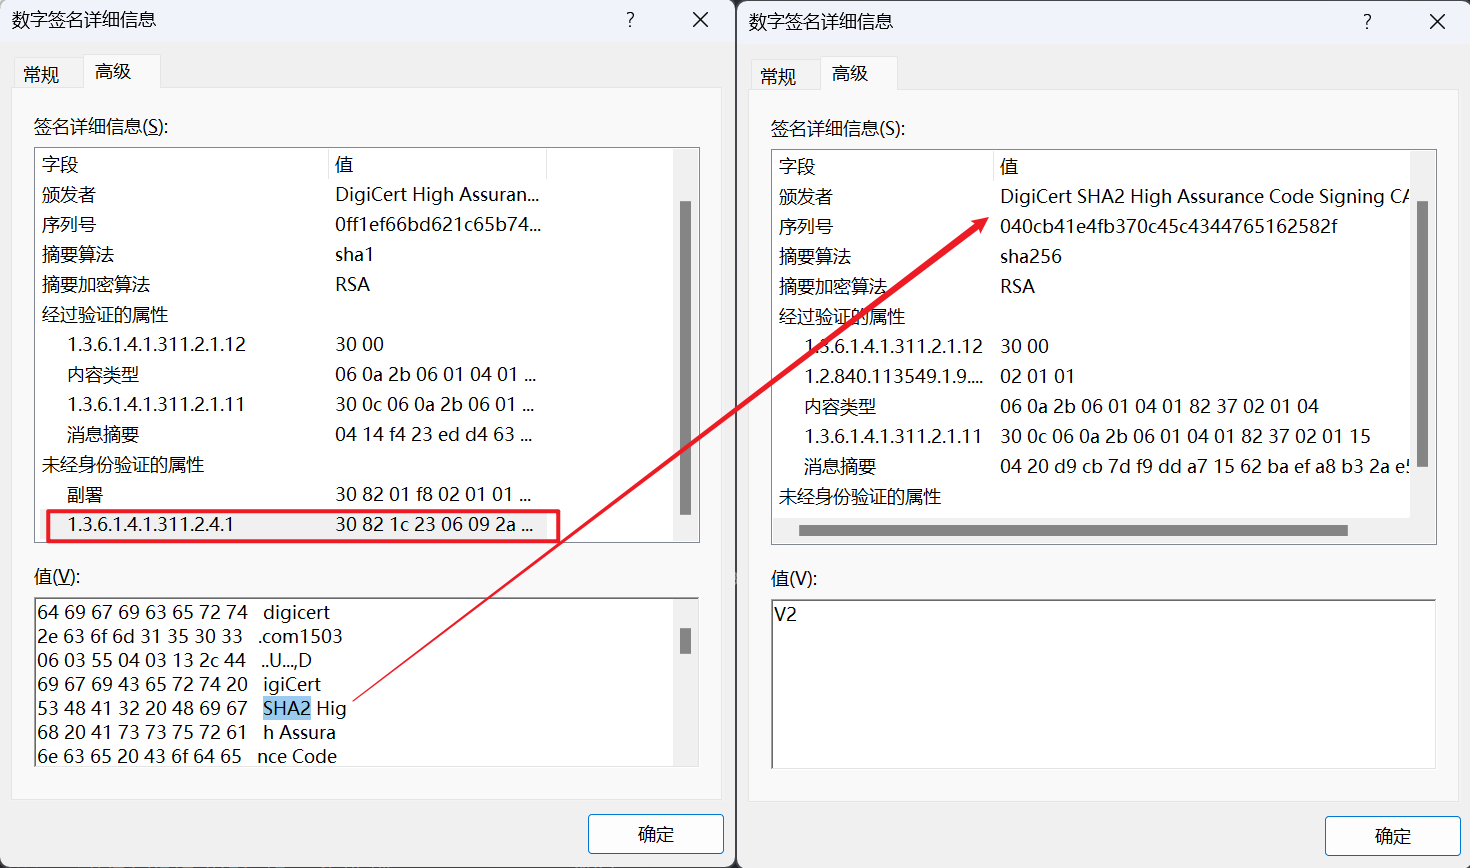 数字签名详细信息
常规
高级
签名详细信息(S):
字段 值
颁发者 DigiCert High Assuran...
序列号 0ff1ef66bd621c65b74...
摘要算法 sha1
摘要加密算法 RSA
经过验证的属性
1.3.6.1.4.1.311.2.1.12 30 00
内容类型 06 0a 2b 06 01 04 01 ...
1.3.6.1.4.1.311.2.1.11 30 0c 06 0a 2b 06 01 ...
消息摘要 04 14 f4 23 ed d4 63 ...
未经身份验证的属性
副署 30 82 01 f8 02 01 01 ...
1.3.6.1.4.1.311.2.4.1 30 82 1c 23 06 09 2a ...
值(V):
64 69 67 69 63 65 72 74 digicert
2e 63 6f 6d 31 35 30 33 .com1503
06 03 55 04 03 13 2c 44 ..U...,D
69 67 69 43 65 72 74 20 igiCert
53 48 41 32 20 48 69 67 SHA2 Hig
68 20 41 73 73 75 72 61 h Assura
6e 63 65 20 43 6f 64 65 nce Code
确定
数字签名详细信息
常规
高级
签名详细信息(S):
字段 值
颁发者 DigiCert SHA2 High Assurance Code Signing CA
序列号 040cb41e4fb370c45c4344765162582f
摘要算法 sha256
摘要加密算法 RSA
经过验证的属性
1.3.6.1.4.1.311.2.1.12 30 00
1.2.840.113549.1.9.... 02 01 01
内容类型 06 0a 2b 06 01 04 01 82 37 02 01 04
1.3.6.1.4.1.311.2.1.11 30 0c 06 0a 2b 06 01 04 01 82 37 02 01 15
消息摘要 04 20 d9 cb 7d f9 dd a7 15 62 ba ef a8 b3 2a e5
未经身份验证的属性
值(V):
V2
确定